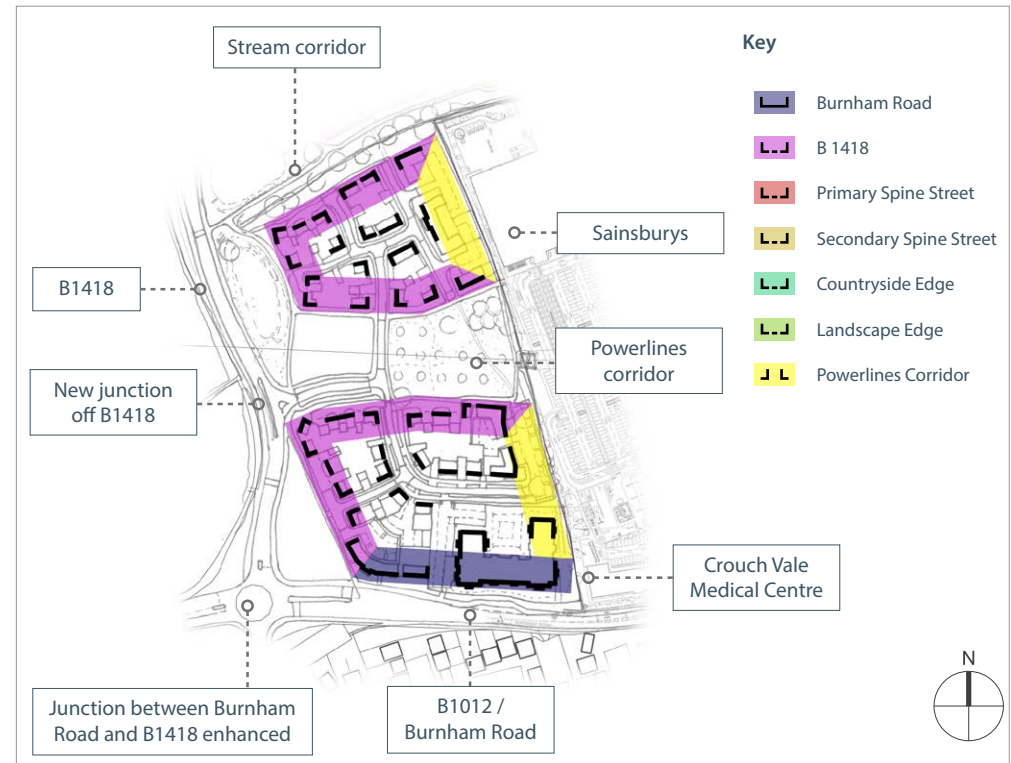 Stream corridor
Key
Burnham Road
B 1418
Primary Spine Street
Secondary Spine Street
Countryside Edge
Landscape Edge
Powerlines Corridor
Sainsburys
B1418
Powerlines
corridor
New junction
off B1418
Crouch Vale
Medical Centre
Junction between Burnham
Road and B1418 enhanced
B1012 /
Burnham Road
N